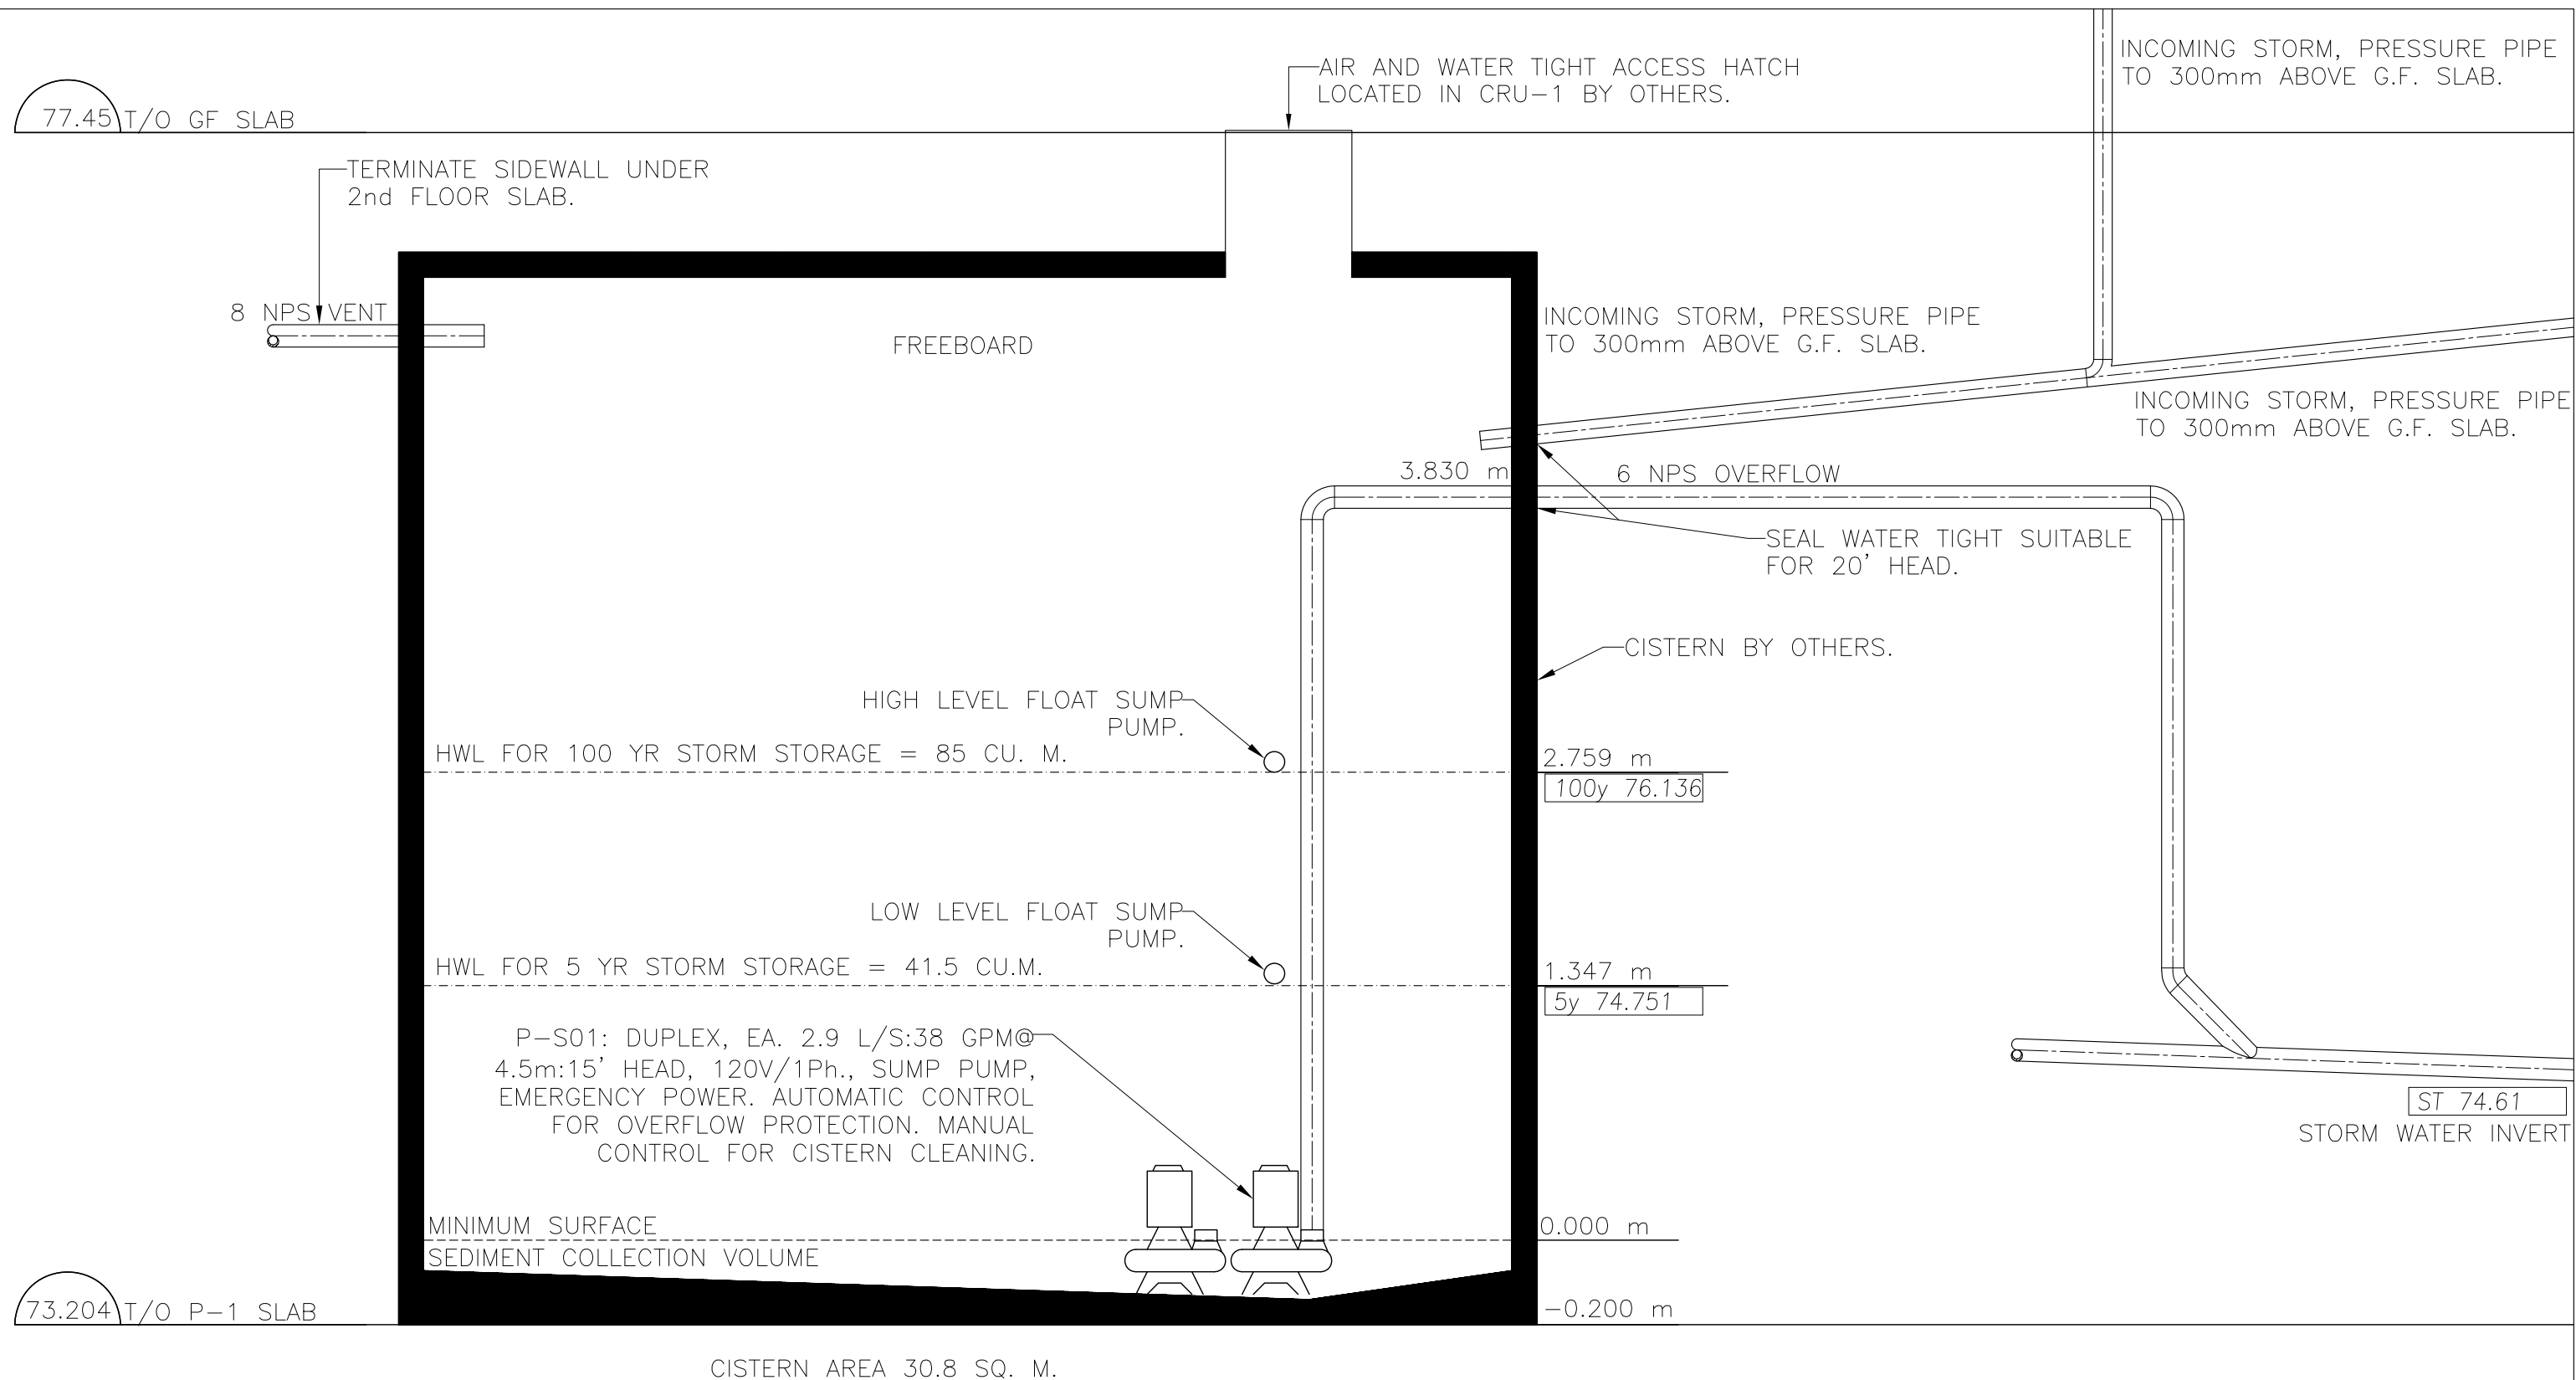 INCOMING STORM, PRESSURE PIPE
TO 300mm ABOVE G.F. SLAB.
AIR AND WATER TIGHT ACCESS HATCH
LOCATED IN CRU-1 BY OTHERS.
77.45 T/O GF SLAB
TERMINATE SIDEWALL UNDER
2nd FLOOR SLAB.
8 NPS VENT
FREEBOARD
INCOMING STORM, PRESSURE PIPE
TO 300mm ABOVE G.F. SLAB.
INCOMING STORM, PRESSURE PIPE
TO 300mm ABOVE G.F. SLAB.
3.830 m
6 NPS OVERFLOW
SEAL WATER TIGHT SUITABLE
FOR 20' HEAD.
CISTERN BY OTHERS.
HIGH LEVEL FLOAT SUMP
PUMP.
HWL FOR 100 YR STORM STORAGE = 85 CU. M.
2.759 m
100y 76.136
LOW LEVEL FLOAT SUMP
PUMP.
HWL FOR 5 YR STORM STORAGE = 41.5 CU.M.
1.347 m
5y 74.751
P-S01: DUPLEX, EA. 2.9 L/S:38 GPM@
4.5m:15' HEAD, 120V/1Ph., SUMP PUMP,
EMERGENCY POWER. AUTOMATIC CONTROL
FOR OVERFLOW PROTECTION. MANUAL
CONTROL FOR CISTERN CLEANING.
ST 74.61
STORM WATER INVERT
MINIMUM SURFACE
0.000 m
SEDIMENT COLLECTION VOLUME
73.204 T/O P-1 SLAB
-0.200 m
CISTERN AREA 30.8 SQ. M.